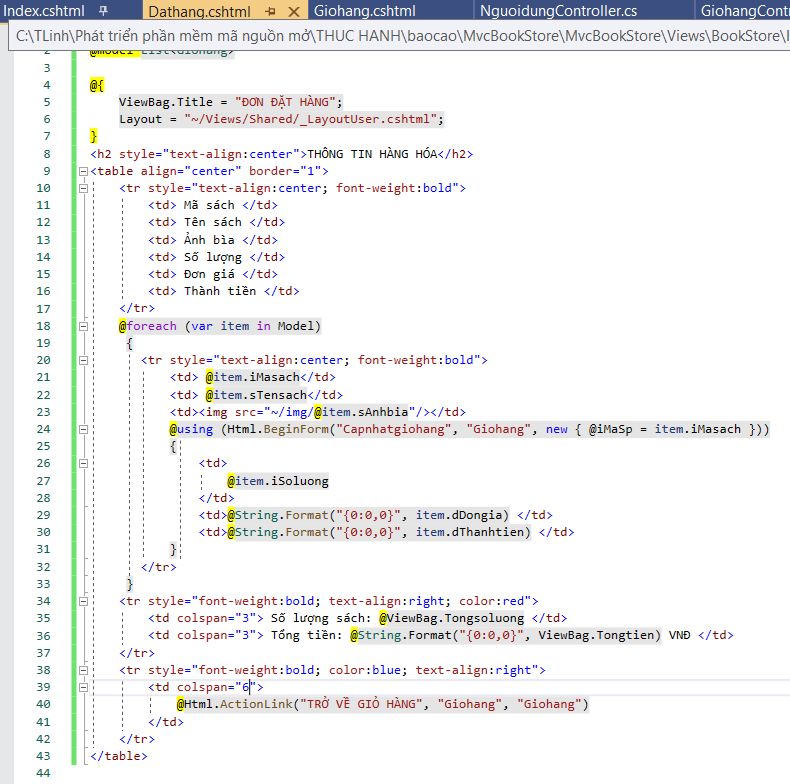 Index.cshtml Dathang.cshtml Giohang.cshtml NguoidungController.cs GiohangCont
C:\TLinh\Phát triển phần mềm mã nguồn mở\THUC HANH\baocao\MvcBookStore\MvcBookStore\Views\BookStore\I
2 @model List<Giohang>
3
4 @{
5 ViewBag.Title = "ĐƠN ĐẶT HÀNG";
6 Layout = "~/Views/Shared/_LayoutUser.cshtml";
7 }
8 <h2 style="text-align:center">THÔNG TIN HÀNG HÓA</h2>
9 <table align="center" border="1">
10 <tr style="text-align:center; font-weight:bold">
11 <td> Mã sách </td>
12 <td> Tên sách </td>
13 <td> Ảnh bìa </td>
14 <td> Số lượng </td>
15 <td> Đơn giá </td>
16 <td> Thành tiền </td>
17 </tr>
18 @foreach (var item in Model)
19 {
20 <tr style="text-align:center; font-weight:bold">
21 <td> @item.iMasach</td>
22 <td> @item.sTensach</td>
23 <td><img src="~/img/@item.sAnhbia"/></td>
24 @using (Html.BeginForm("Capnhatgiohang", "Giohang", new { @iMaSp = item.iMasach }))
25 {
26 <td>
27 @item.iSoluong
28 </td>
29 <td>@String.Format("{0:0,0}", item.dDongia) </td>
30 <td>@String.Format("{0:0,0}", item.dThanhtien) </td>
31 }
32 </tr>
33 }
34 <tr style="font-weight:bold; text-align:right; color:red">
35 <td colspan="3"> Số lượng sách: @ViewBag.Tongsoluong </td>
36 <td colspan="3"> Tổng tiền: @String.Format("{0:0,0}", ViewBag.Tongtien) VNĐ </td>
37 </tr>
38 <tr style="font-weight:bold; color:blue; text-align:right">
39 <td colspan="6">
40 @Html.ActionLink("TRỞ VỀ GIỎ HÀNG", "Giohang", "Giohang")
41 </td>
42 </tr>
43 </table>
44